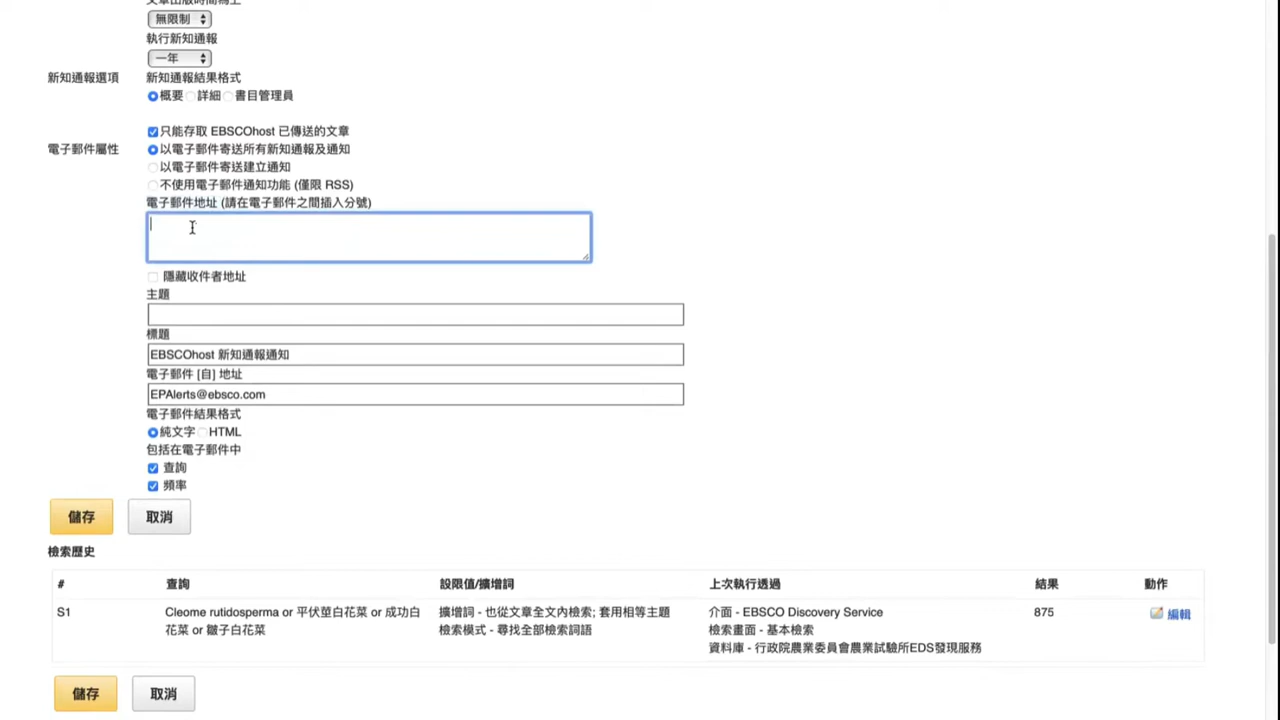 無限制
執行新知通報
一年
新知通報選項 新知通報結果格式
概要 詳細 書目管理員
只能存取 EBSCOhost 已傳送的文章
電子郵件屬性 以電子郵件寄送所有新知通報及通知
以電子郵件寄送建立通知
不使用電子郵件通知功能 (僅限 RSS)
電子郵件地址 (請在電子郵件之間插入分號)
隱藏收件者地址
主題
標題
EBSCOhost 新知通報通知
電子郵件 [自] 地址
EPAlerts@ebsco.com
電子郵件結果格式
純文字 HTML
包括在電子郵件中
查詢
頻率
儲存 取消
檢索歷史
# 查詢 設限值/擴增詞 上次執行透過 結果 動作
S1 Cleome rutidosperma or 平伏莖白花菜 or 成功白 擴增詞 - 也從文章全文內檢索; 套用相等主題 介面 - EBSCO Discovery Service 875 編輯
花菜 or 皺子白花菜 檢索模式 - 尋找全部檢索詞語 檢索畫面 - 基本檢索
資料庫 - 行政院農業委員會農業試驗所EDS發現服務
儲存 取消